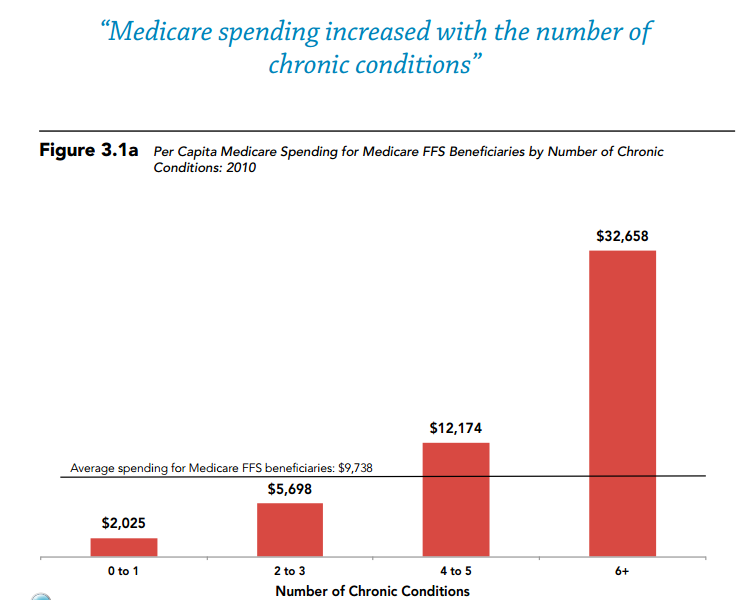 “Medicare spending increased with the number of
chronic conditions”
Figure 3.1a Per Capita Medicare Spending for Medicare FFS Beneficiaries by Number of Chronic
Conditions: 2010
$32,658
$12,174
Average spending for Medicare FFS beneficiaries: $9,738
$5,698
$2,025
0 to 1 2 to 3 4 to 5 6+
Number of Chronic Conditions